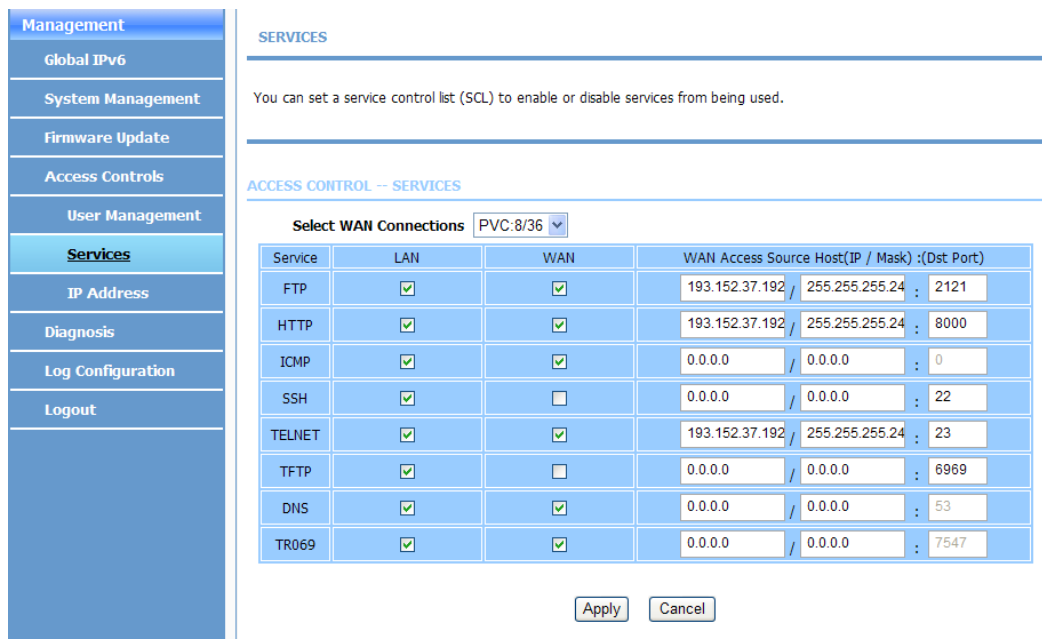 Management
Global IPv6
System Management
Firmware Update
Access Controls
User Management
Services
IP Address
Diagnosis
Log Configuration
Logout
SERVICES
You can set a service control list (SCL) to enable or disable services from being used.
ACCESS CONTROL -- SERVICES
Select WAN Connections PVC:8/36
Service LAN WAN WAN Access Source Host(IP / Mask) :(Dst Port)
FTP 193.152.37.192 / 255.255.255.24 : 2121
HTTP 193.152.37.192 / 255.255.255.24 : 8000
ICMP 0.0.0.0 / 0.0.0.0 : 0
SSH 0.0.0.0 / 0.0.0.0 : 22
TELNET 193.152.37.192 / 255.255.255.24 : 23
TFTP 0.0.0.0 / 0.0.0.0 : 6969
DNS 0.0.0.0 / 0.0.0.0 : 53
TR069 0.0.0.0 / 0.0.0.0 : 7547
Apply Cancel